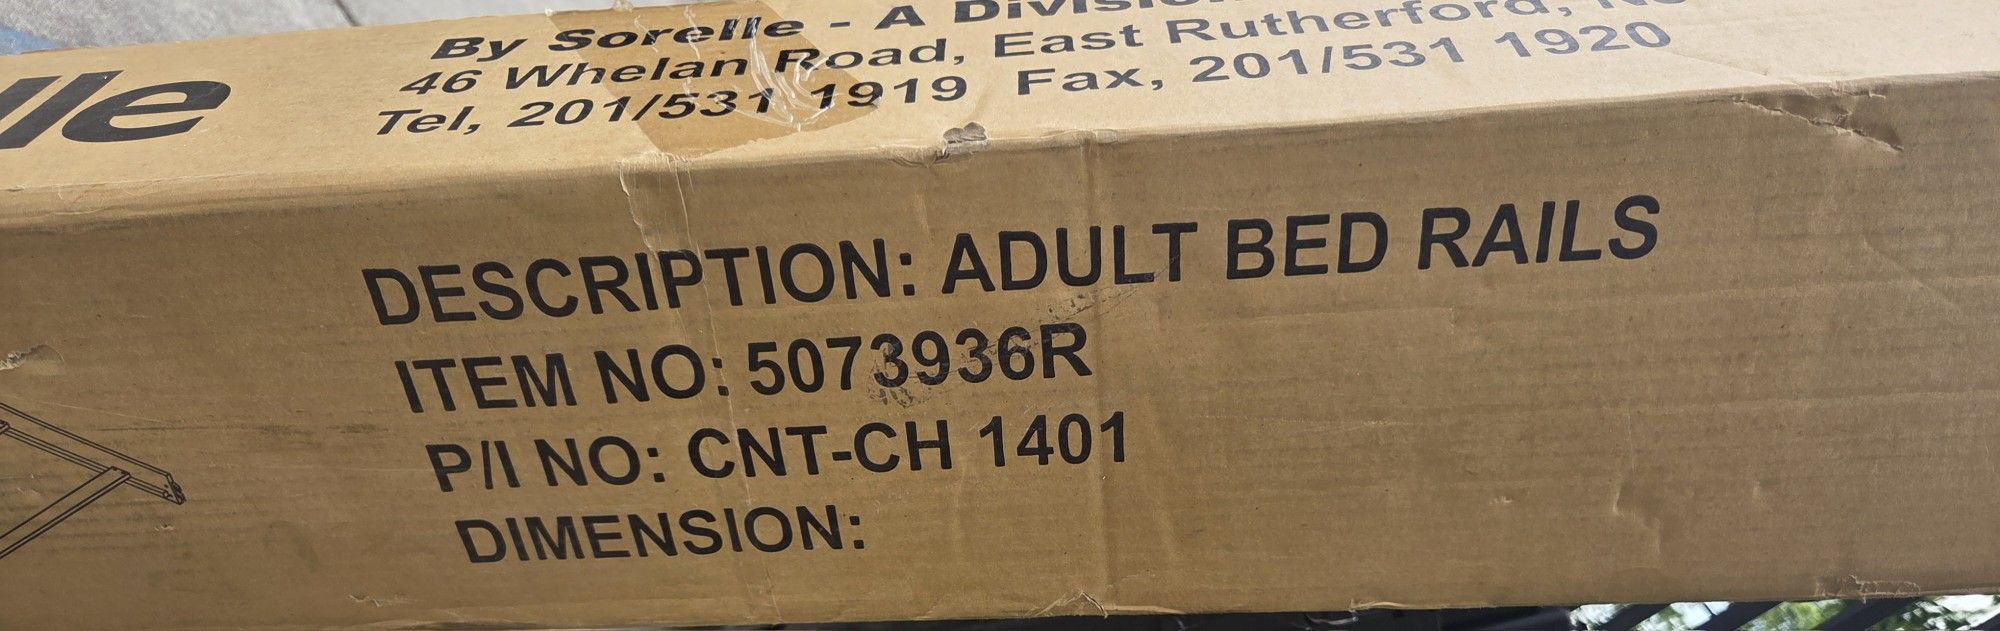 lle
By Sorelle - A
46 Whelan Road, East Rutherford,
Tel, 201/531 1919 Fax, 201/531 1920
DESCRIPTION: ADULT BED RAILS
ITEM NO: 5073936R
P/I NO: CNT-CH 1401
DIMENSION: